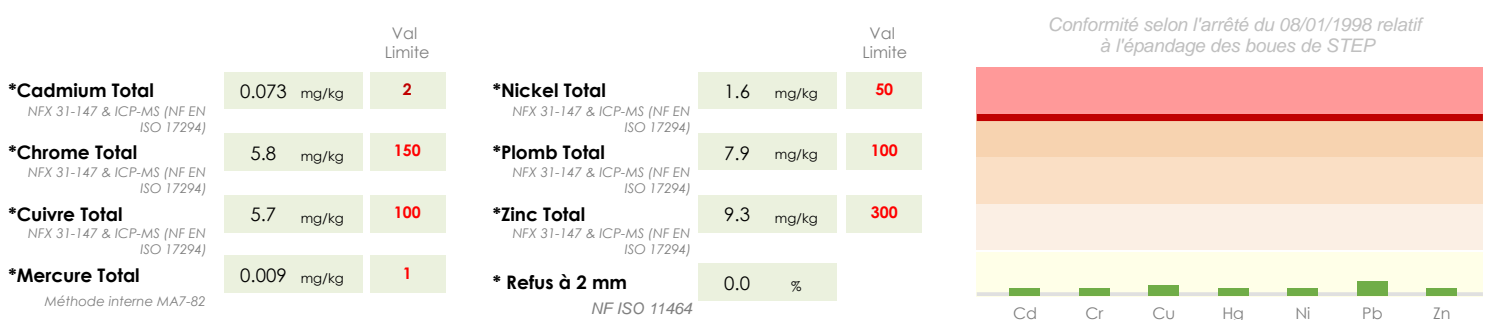 Val
Limite
*Cadmium Total 0.073 mg/kg 2
NFX 31-147 & ICP-MS (NF EN
ISO 17294)
*Chrome Total 5.8 mg/kg 150
NFX 31-147 & ICP-MS (NF EN
ISO 17294)
*Cuivre Total 5.7 mg/kg 100
NFX 31-147 & ICP-MS (NF EN
ISO 17294)
*Mercure Total 0.009 mg/kg 1
Méthode interne MA7-82
Val
Limite
*Nickel Total 1.6 mg/kg 50
NFX 31-147 & ICP-MS (NF EN
ISO 17294)
*Plomb Total 7.9 mg/kg 100
NFX 31-147 & ICP-MS (NF EN
ISO 17294)
*Zinc Total 9.3 mg/kg 300
NFX 31-147 & ICP-MS (NF EN
ISO 17294)
* Refus à 2 mm 0.0 %
NF ISO 11464
Conformité selon l'arrêté du 08/01/1998 relatif
à l'épandage des boues de STEP
Cd Cr Cu Hg Ni Pb Zn